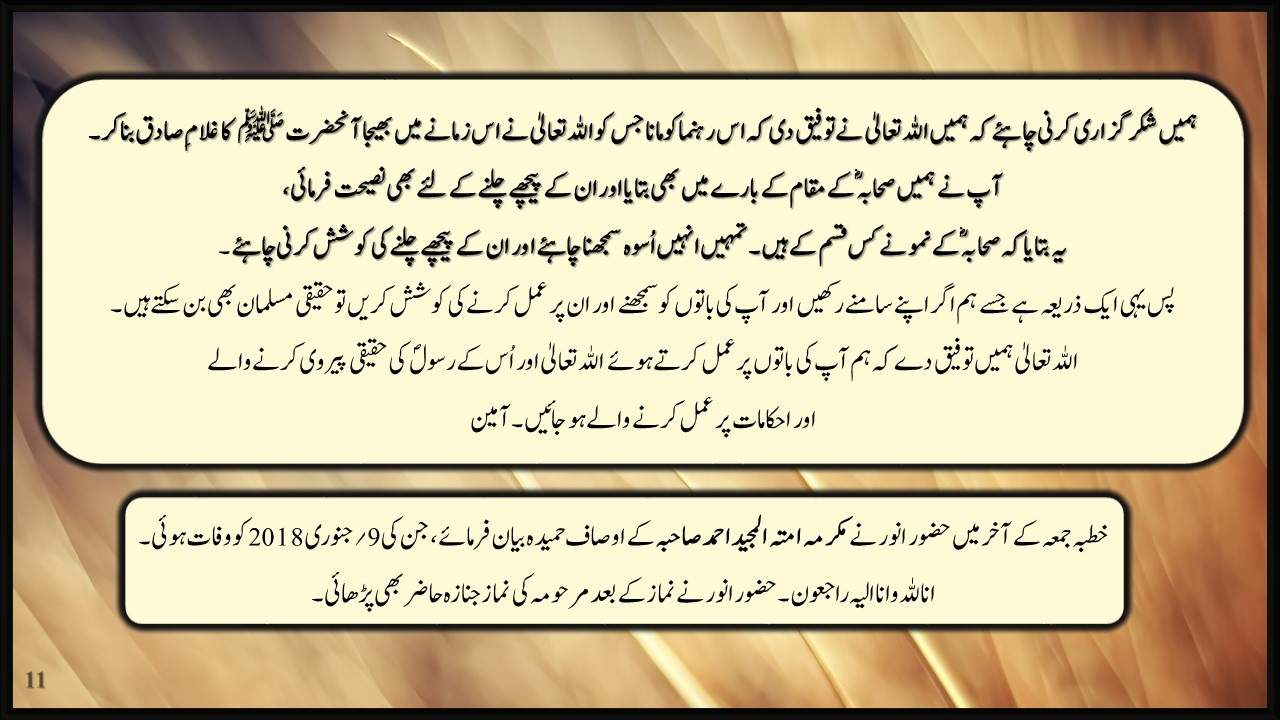 ہمیں شکر گزاری کرنی چاہئے کہ ہمیں اللہ تعالیٰ نے توفیق دی کہ اس رہنما کو مانا جس کو اللہ تعالیٰ نے اس زمانے میں بھیجا آنحضرت ﷺ کا غلامِ صادق بنا کر۔
آپ نے ہمیں صحابہؓ کے مقام کے بارے میں بھی بتایا اور ان کے پیچھے چلنے کے لئے بھی نصیحت فرمائی،
یہ بتایا کہ صحابہؓ کے نمونے کس قسم کے ہیں۔ تمہیں انہیں اُسوہ سمجھنا چاہئے اور ان کے پیچھے چلنے کی کوشش کرنی چاہئے۔
پس یہی ایک ذریعہ ہے جسے ہم اگر اپنے سامنے رکھیں اور آپ کی باتوں کو سمجھنے اور ان پر عمل کرنے کی کوشش کریں تو حقیقی مسلمان بھی بن سکتے ہیں۔
اللہ تعالیٰ ہمیں توفیق دے کہ ہم آپ کی باتوں پر عمل کرتے ہوئے اللہ تعالیٰ اور اُس کے رسولؐ کی حقیقی پیروی کرنے والے
اور احکامات پر عمل کرنے والے ہو جائیں۔ آمین
خطبہ جمعہ کے آخر میں حضور انور نے مکرمہ امتہ المجید احمد صاحبہ کے اوصاف حمیدہ بیان فرمائے، جن کی 9؍ جنوری 2018 کو وفات ہوئی۔
انا للہ وانا الیہ راجعون۔ حضور انور نے نماز کے بعد مرحومہ کی نماز جنازہ حاضر بھی پڑھائی۔
11